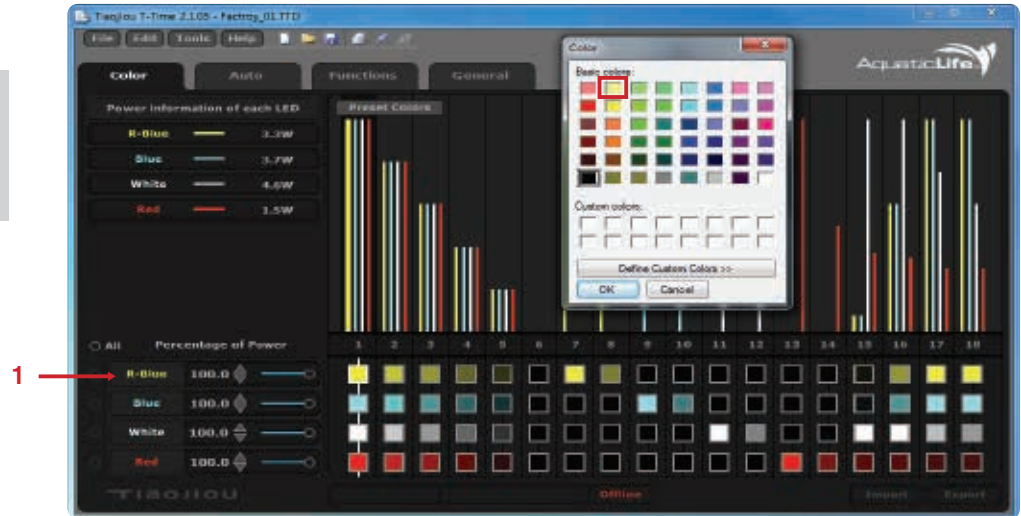 Tiaojiou T-Time 2.1.05 - Factroy_01.TTD
File Edit Tools Help
AquaticLife
Color Auto Functions General
Power information of each LED
R-Blue 3.3W
Blue 3.7W
White 4.6W
Red 1.5W
Preset Colors
Color
Basic colors:
Custom colors:
Define Custom Colors >>
OK Cancel
All Percentage of Power
1 2 3 4 5 6 7 8 9 10 11 12 13 14 15 16 17 18
1
R-Blue 100.0
Blue 100.0
White 100.0
Red 100.0
TIAOJIOU
Offline
Import Export